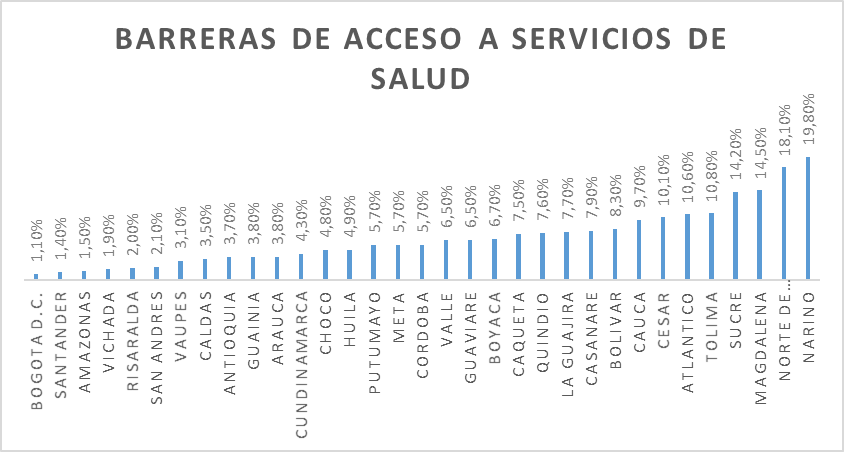 BARRERAS DE ACCESO A SERVICIOS DE
SALUD
1,10%
1,40%
1,50%
1,90%
2,00%
2,10%
3,10%
3,50%
3,70%
3,80%
3,80%
4,30%
4,80%
4,90%
5,70%
5,70%
5,70%
6,50%
6,50%
6,70%
7,50%
7,60%
7,70%
7,90%
8,30%
9,70%
10,10%
10,60%
10,80%
14,20%
14,50%
18,10%
19,80%
BOGOTA D.C.
SANTANDER
AMAZONAS
VICHADA
RISARALDA
SAN ANDRES
VAUPES
CALDAS
ANTIOQUIA
GUAINIA
ARAUCA
CUNDINAMARCA
CHOCO
HUILA
PUTUMAYO
META
CORDOBA
VALLE
GUAVIARE
BOYACA
CAQUETA
QUINDIO
LA GUAJIRA
CASANARE
BOLIVAR
CAUCA
CESAR
ATLANTICO
TOLIMA
SUCRE
MAGDALENA
NORTE DE...
NARINO